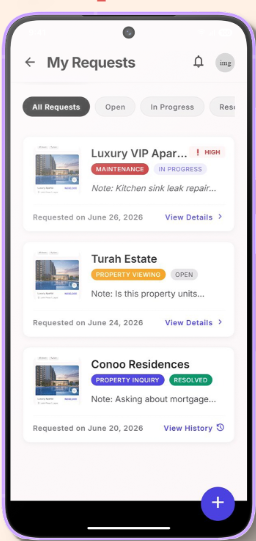 My Requests
img
All Requests
Open
In Progress
Res
Luxury VIP Apar... ! HIGH
MAINTENANCE IN PROGRESS
Note: Kitchen sink leak repair...
Requested on June 26, 2026 View Details >
Turah Estate
PROPERTY VIEWING OPEN
Note: Is this property units...
Requested on June 24, 2026 View Details >
Conoo Residences
PROPERTY INQUIRY RESOLVED
Note: Asking about mortgage...
Requested on June 20, 2026 View History